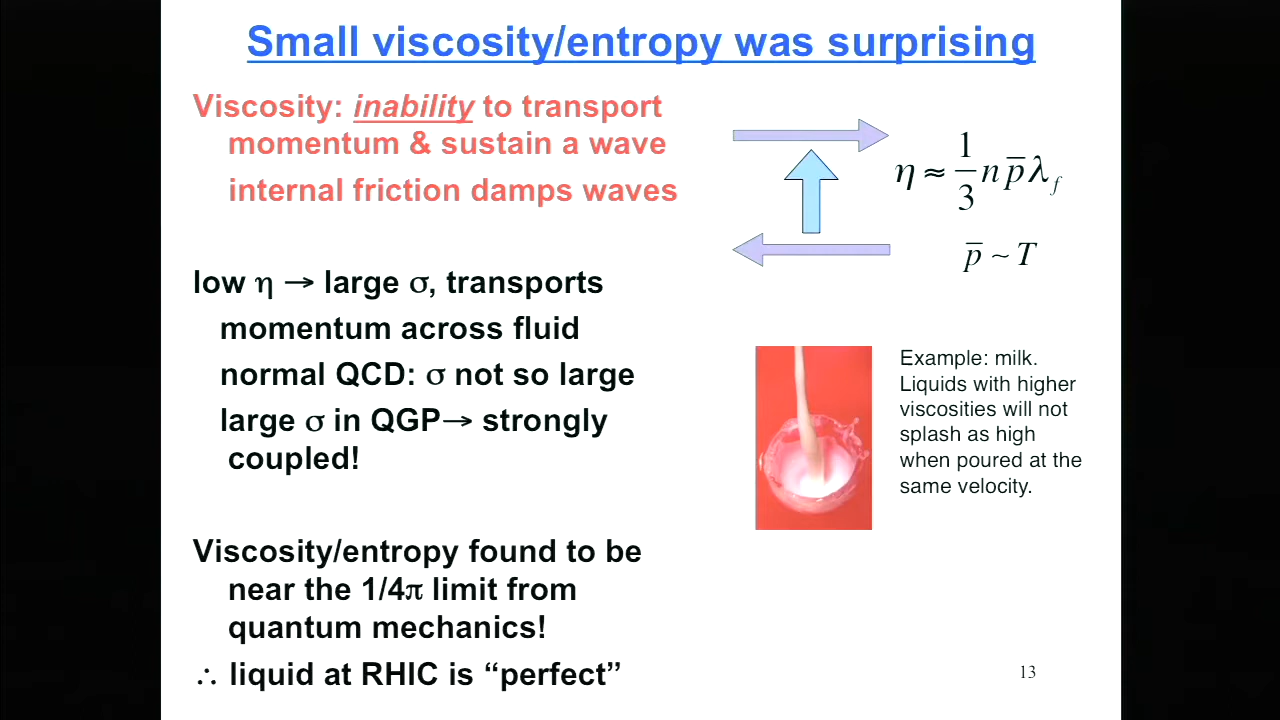 Small viscosity/entropy was surprising
Viscosity: inability to transport
momentum & sustain a wave
internal friction damps waves
η ≈ 1/3 n p̅ λ_f
p̅ ~ T
low η → large σ, transports
momentum across fluid
normal QCD: σ not so large
large σ in QGP→ strongly
coupled!
Example: milk.
Liquids with higher
viscosities will not
splash as high
when poured at the
same velocity.
Viscosity/entropy found to be
near the 1/4π limit from
quantum mechanics!
∴ liquid at RHIC is “perfect”
13